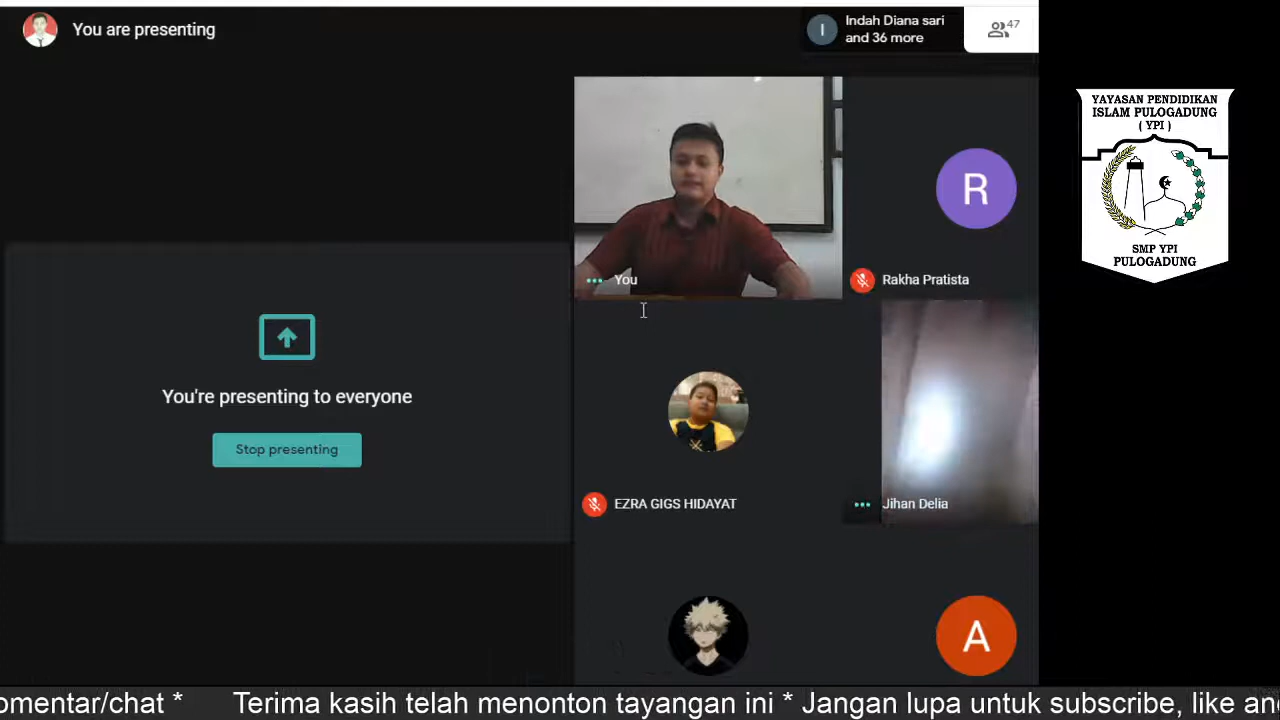 You are presenting
Indah Diana sari
and 36 more
47
I
YAYASAN PENDIDIKAN
ISLAM PULOGADUNG
( YPI )
SMP YPI
PULOGADUNG
R
You
Rakha Pratista
You're presenting to everyone
Stop presenting
EZRA GIGS HIDAYAT
Jihan Delia
A
omentar/chat * Terima kasih telah menonton tayangan ini * Jangan lupa untuk subscribe, like an